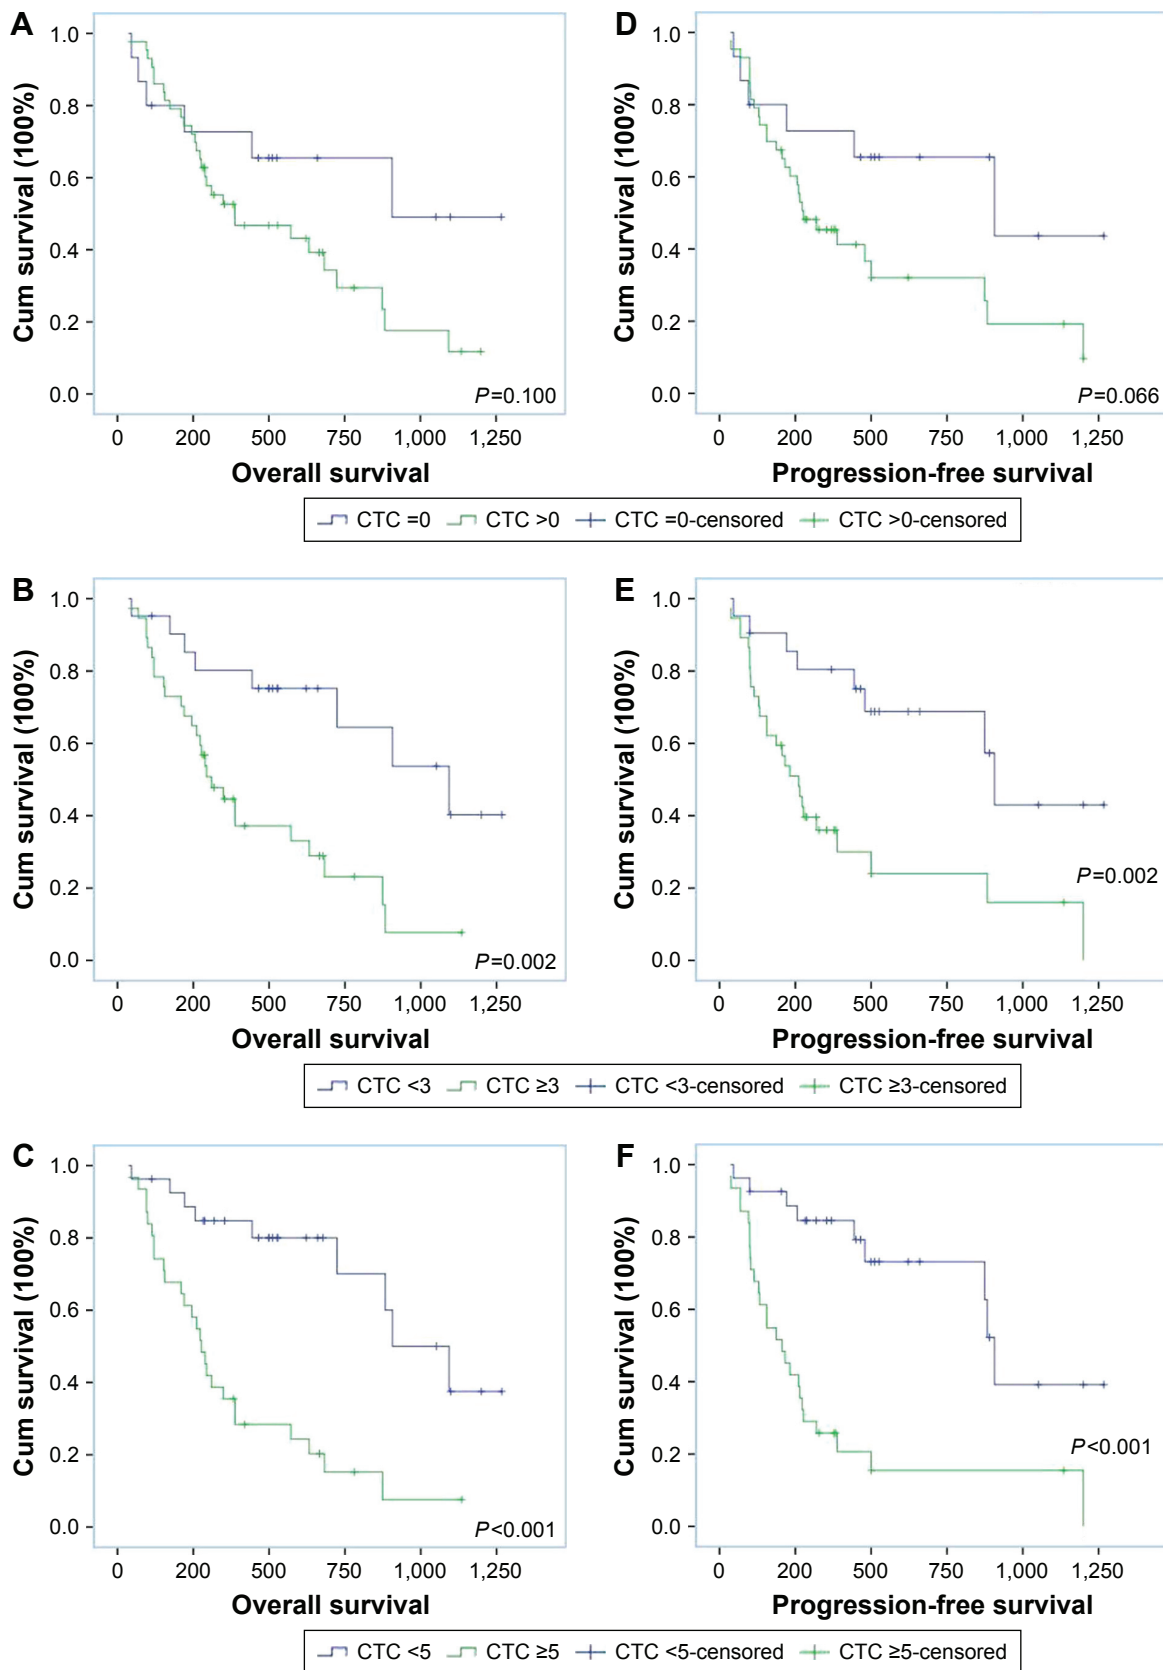 A
Cum survival (100%)
1.0
0.8
0.6
0.4
0.2
0.0
P=0.100
0 200 500 750 1,000 1,250
Overall survival
D
Cum survival (100%)
1.0
0.8
0.6
0.4
0.2
0.0
P=0.066
0 200 500 750 1,000 1,250
Progression-free survival
CTC =0 CTC >0 CTC =0-censored CTC >0-censored
B
Cum survival (100%)
1.0
0.8
0.6
0.4
0.2
0.0
P=0.002
0 200 500 750 1,000 1,250
Overall survival
E
Cum survival (100%)
1.0
0.8
0.6
0.4
0.2
0.0
P=0.002
0 200 500 750 1,000 1,250
Progression-free survival
CTC <3 CTC ≥3 CTC <3-censored CTC ≥3-censored
C
Cum survival (100%)
1.0
0.8
0.6
0.4
0.2
0.0
P<0.001
0 200 500 750 1,000 1,250
Overall survival
F
Cum survival (100%)
1.0
0.8
0.6
0.4
0.2
0.0
P<0.001
0 200 500 750 1,000 1,250
Progression-free survival
CTC <5 CTC ≥5 CTC <5-censored CTC ≥5-censored